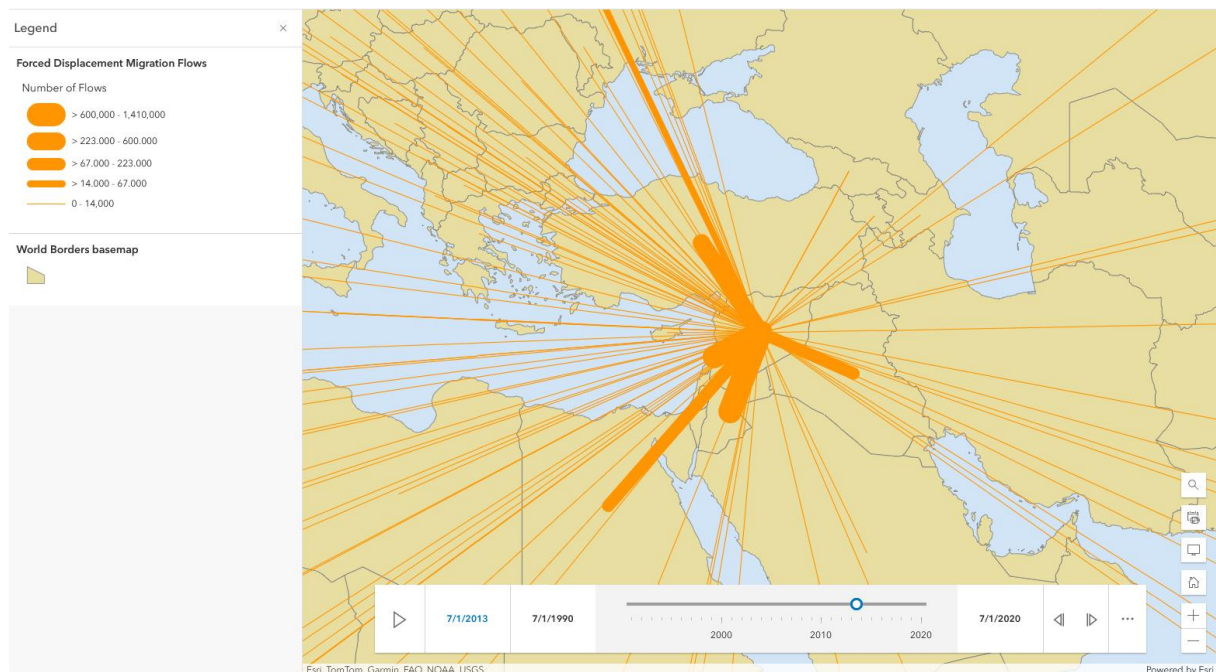 Legend
×
Forced Displacement Migration Flows
Number of Flows
> 600,000 - 1,410,000
> 223.000 - 600.000
> 67.000 - 223.000
> 14.000 - 67.000
0 - 14,000
World Borders basemap
7/1/2013
7/1/1990
2000
2010
2020
7/1/2020
Esri, TomTom, Garmin, FAO, NOAA, USGS
Powered by Esri